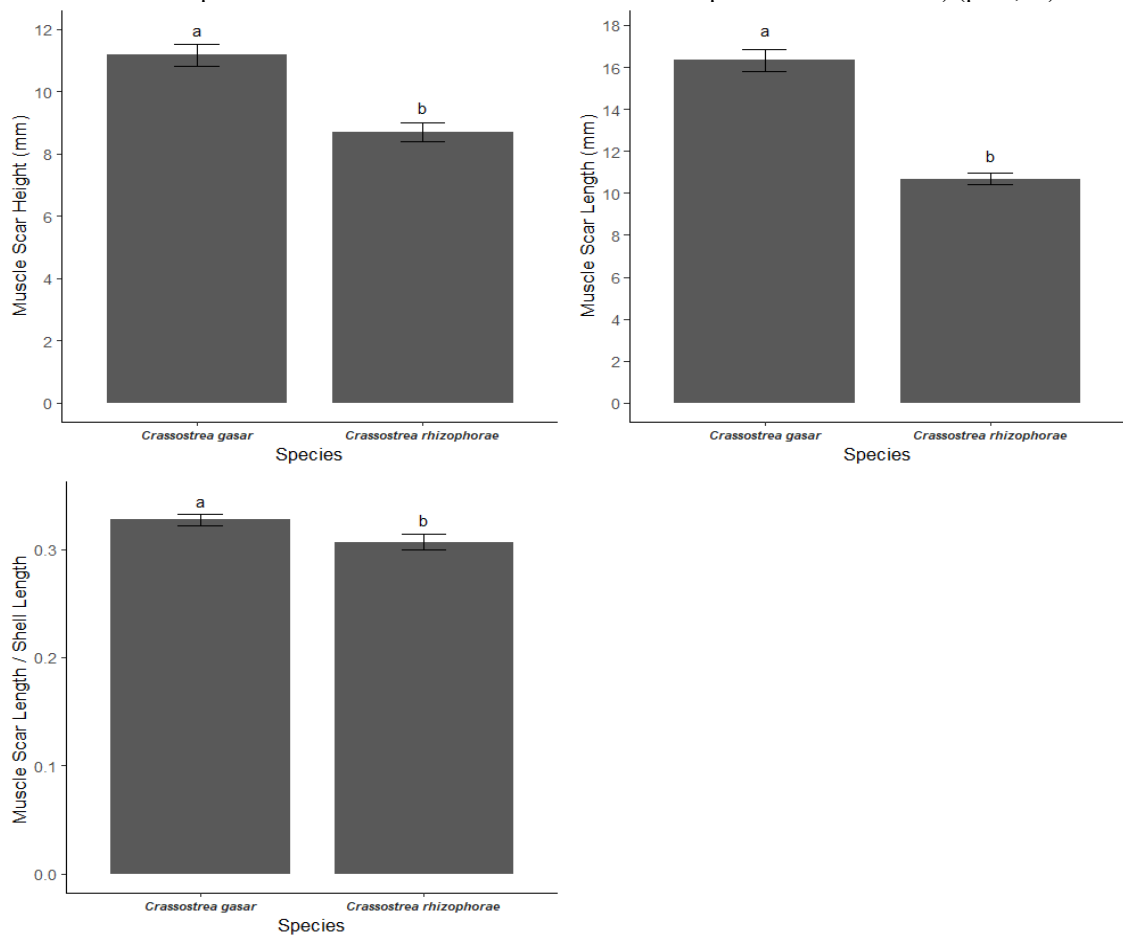 12
10
8
6
4
2
0
Muscle Scar Height (mm)
a
b
Crassostrea gasar Crassostrea rhizophorae
Species
18
16
14
12
10
8
6
4
2
0
Muscle Scar Length (mm)
a
b
Crassostrea gasar Crassostrea rhizophorae
Species
0.3
0.2
0.1
0.0
Muscle Scar Length / Shell Length
a
b
Crassostrea gasar Crassostrea rhizophorae
Species